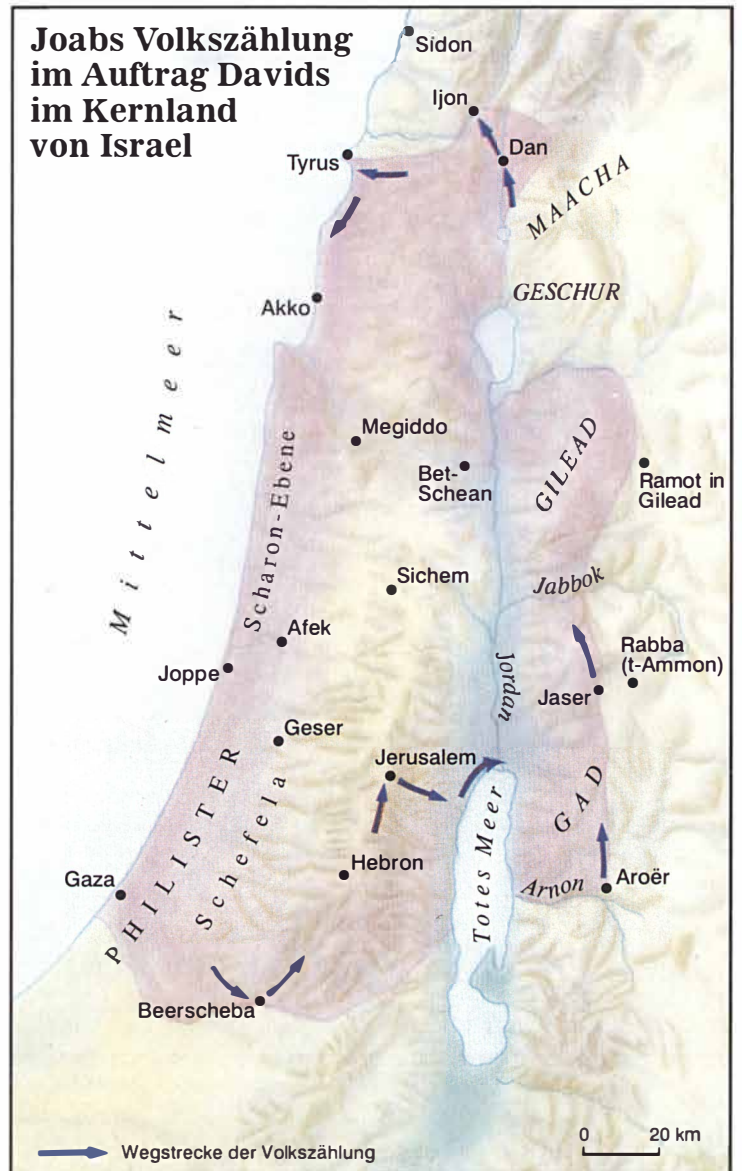 Joabs Volkszählung
im Auftrag Davids
im Kernland
von Israel
Sidon
Ijon
Dan
Tyrus
MAACHA
GESCHUR
Akko
Mittelmeer
Megiddo
Bet-
Schean
GILEAD
Ramot in
Gilead
Scharon-Ebene
Sichem
Jabbok
Afek
Joppe
Jordan
Rabba
(t-Ammon)
Jaser
Geser
Jerusalem
PHILISTER
Schefela
GAD
Totes Meer
Hebron
Gaza
Arnon
Aroër
Beerscheba
Wegstrecke der Volkszählung
0 20 km